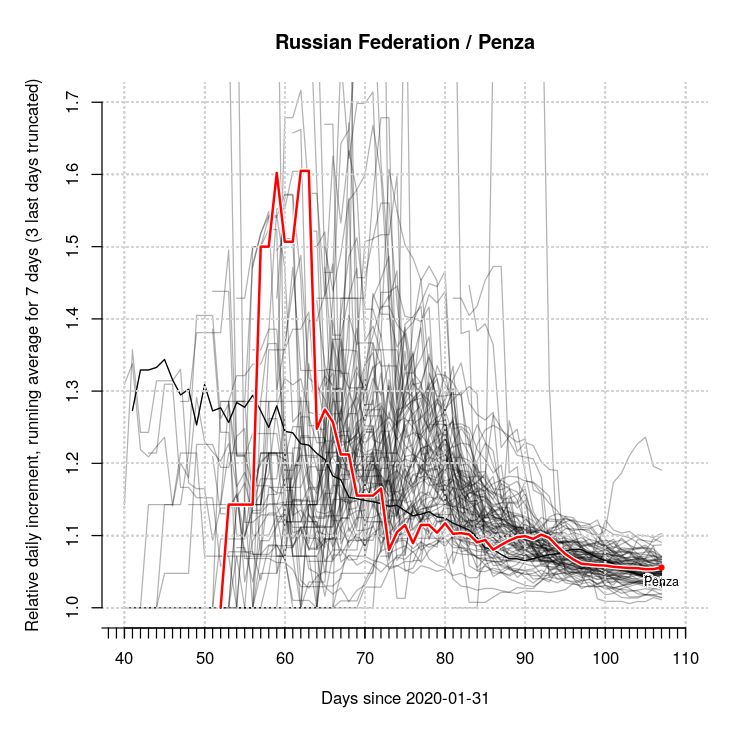 Russian Federation / Penza
Relative daily increment, running average for 7 days (3 last days truncated)
1.7
1.6
1.5
1.4
1.3
1.2
1.1
1.0
Penza
40 50 60 70 80 90 100 110
Days since 2020-01-31